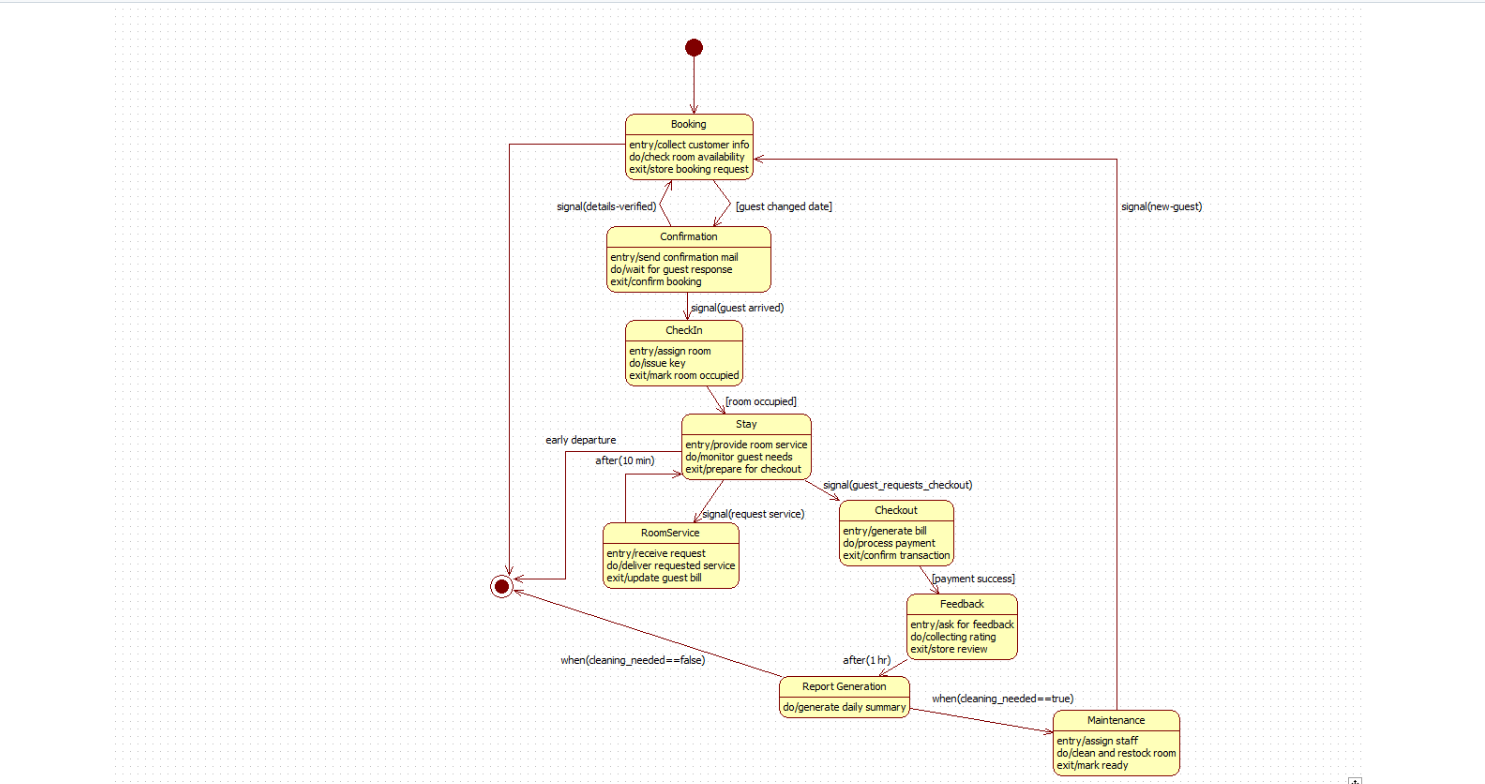 Booking
entry/collect customer info
do/check room availability
exit/store booking request
signal(details-verified)
[guest changed date]
signal(new-guest)
Confirmation
entry/send confirmation mail
do/wait for guest response
exit/confirm booking
signal(guest arrived)
CheckIn
entry/assign room
do/issue key
exit/mark room occupied
[room occupied]
Stay
entry/provide room service
do/monitor guest needs
exit/prepare for checkout
early departure
after(10 min)
signal(guest_requests_checkout)
signal(request service)
Checkout
entry/generate bill
do/process payment
exit/confirm transaction
RoomService
entry/receive request
do/deliver requested service
exit/update guest bill
[payment success]
Feedback
entry/ask for feedback
do/collecting rating
exit/store review
when(cleaning_needed==false)
after(1 hr)
Report Generation
do/generate daily summary
when(cleaning_needed==true)
Maintenance
entry/assign staff
do/clean and restock room
exit/mark ready